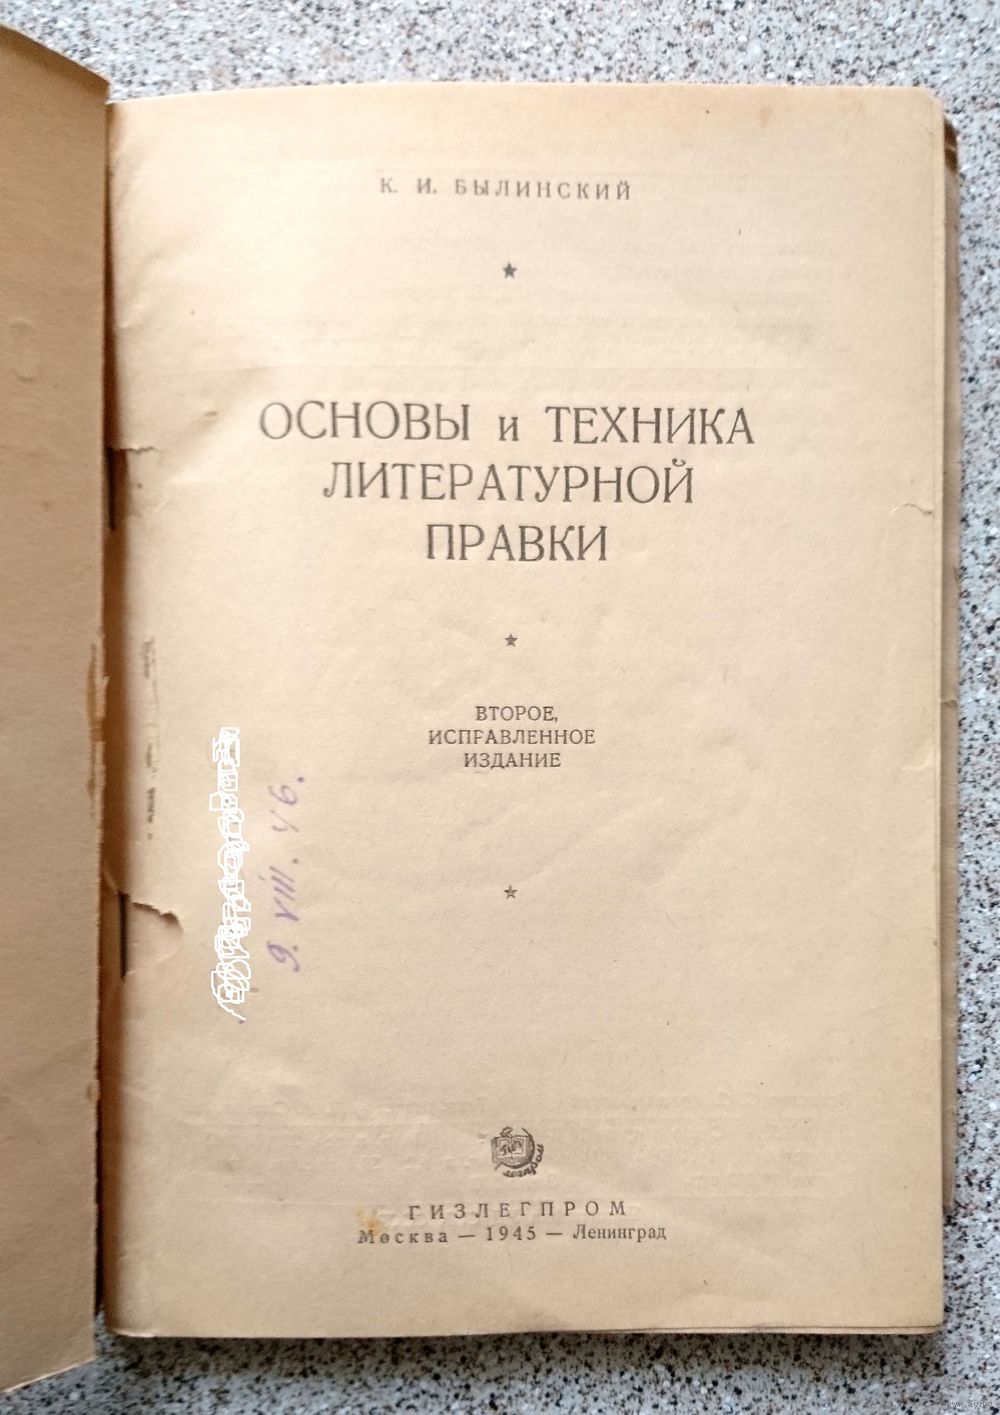 К. И. БЫЛИНСКИЙ
ОСНОВЫ и ТЕХНИКА
ЛИТЕРАТУРНОЙ
ПРАВКИ
ВТОРОЕ,
ИСПРАВЛЕННОЕ
ИЗДАНИЕ
9. VIII. 46.
ГИЗЛЕГПРОМ
Москва — 1945 — Ленинград